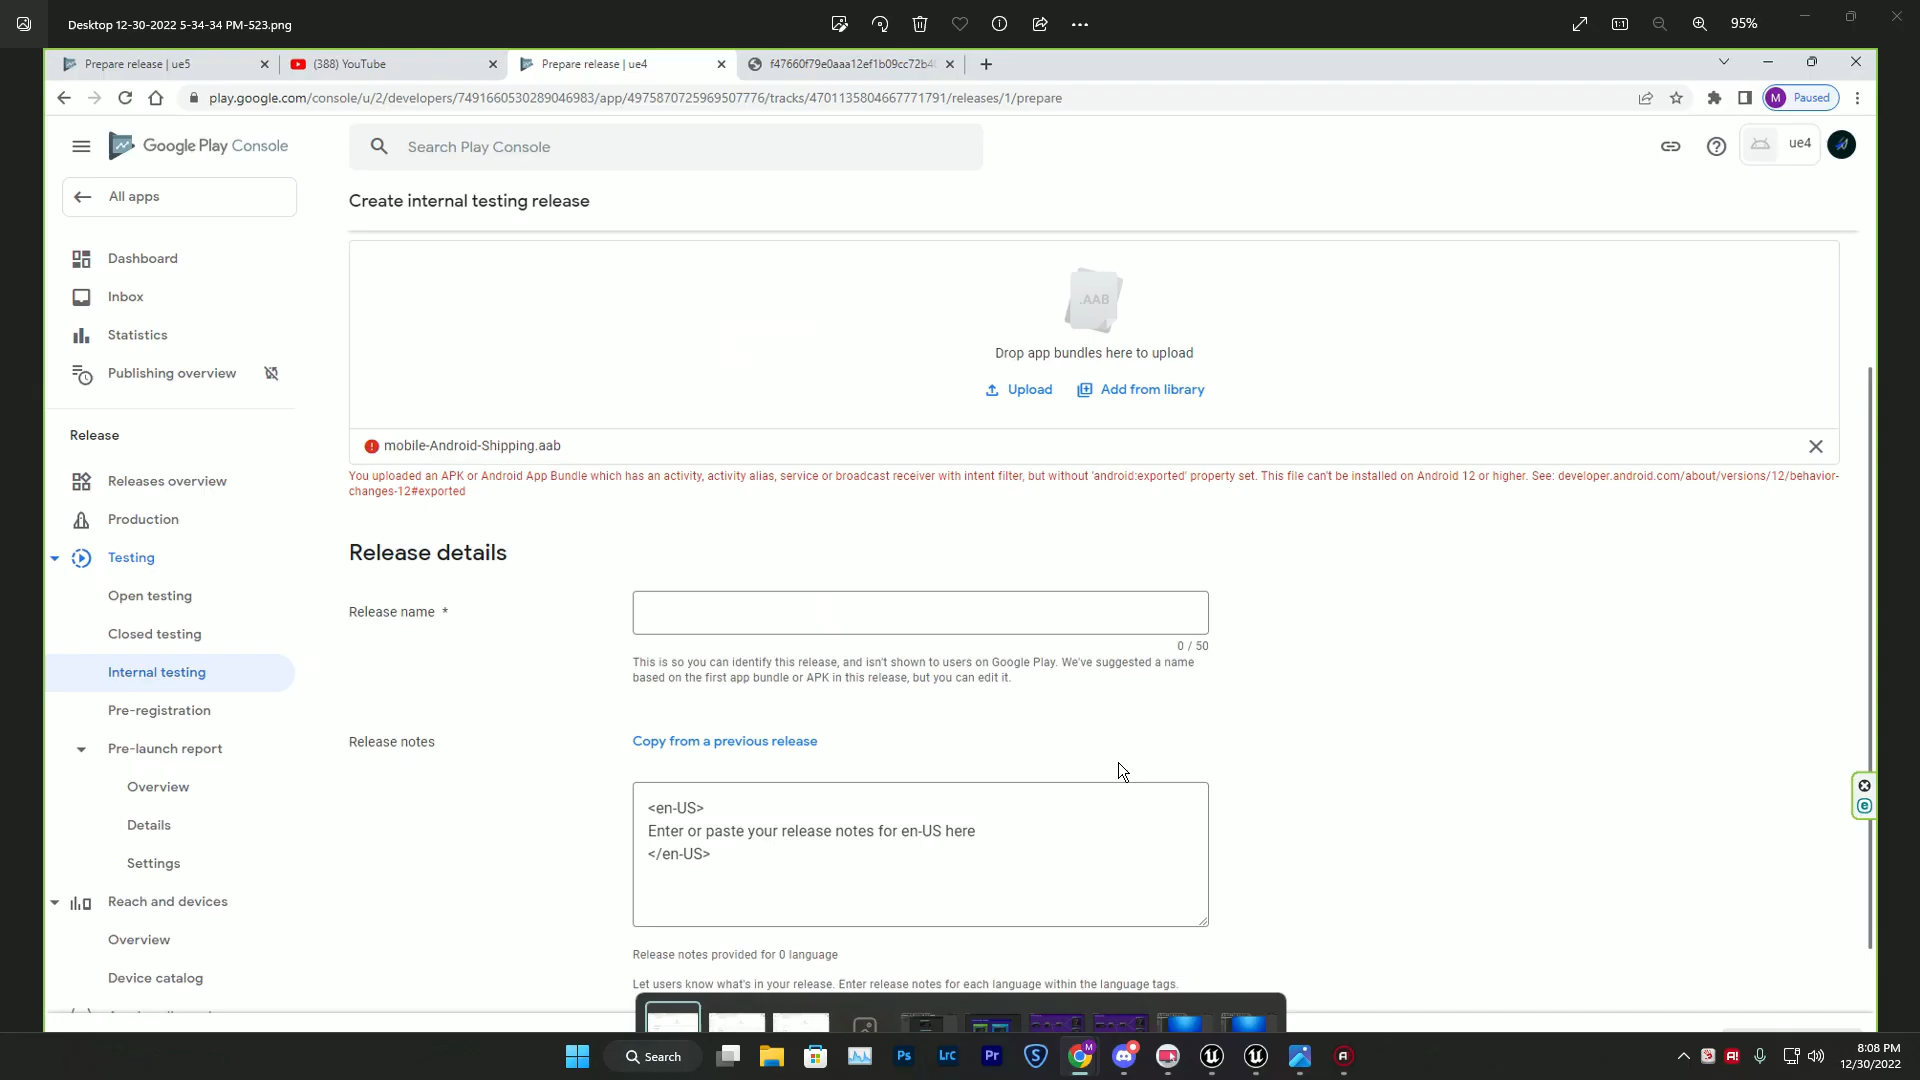 Desktop 12-30-2022 5-34-34 PM-523.png
95%
Prepare release | ue5
(388) YouTube
Prepare release | ue4
f47660f79e0aaa12ef1b09cc72b4
play.google.com/console/u/2/developers/7491660530289046983/app/4975870725969507776/tracks/4701135804667771791/releases/1/prepare
M Paused
Google Play Console
Search Play Console
ue4
All apps
Create internal testing release
Dashboard
Inbox
Statistics
Publishing overview
.AAB
Drop app bundles here to upload
Upload
Add from library
mobile-Android-Shipping.aab
You uploaded an APK or Android App Bundle which has an activity, activity alias, service or broadcast receiver with intent filter, but without 'android:exported' property set. This file can't be installed on Android 12 or higher. See: developer.android.com/about/versions/12/behavior-
changes-12#exported
Release
Releases overview
Production
Testing
Open testing
Closed testing
Internal testing
Pre-registration
Pre-launch report
Overview
Details
Settings
Reach and devices
Overview
Device catalog
Release details
Release name *
0 / 50
This is so you can identify this release, and isn't shown to users on Google Play. We've suggested a name
based on the first app bundle or APK in this release, but you can edit it.
Release notes
Copy from a previous release
<en-US>
Enter or paste your release notes for en-US here
</en-US>
Release notes provided for 0 language
Let users know what's in your release. Enter release notes for each language within the language tags.
Search
Ps
Lrc
Pr
8:08 PM
12/30/2022